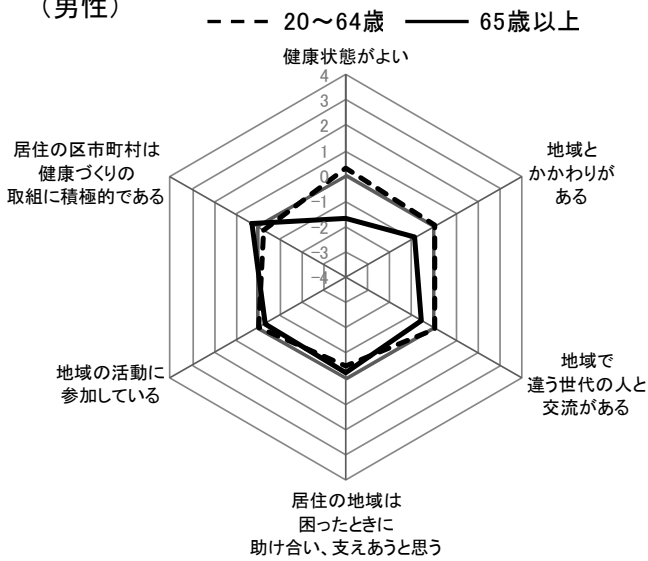 (男性)
20～64歳
65歳以上
健康状態がよい
4
3
2
1
0
-1
-2
-3
-4
地域と
かかわりが
ある
地域で
違う世代の人と
交流がある
居住の地域は
困ったときに
助け合い、支えあうと思う
地域の活動に
参加している
居住の区市町村は
健康づくりの
取組に積極的である